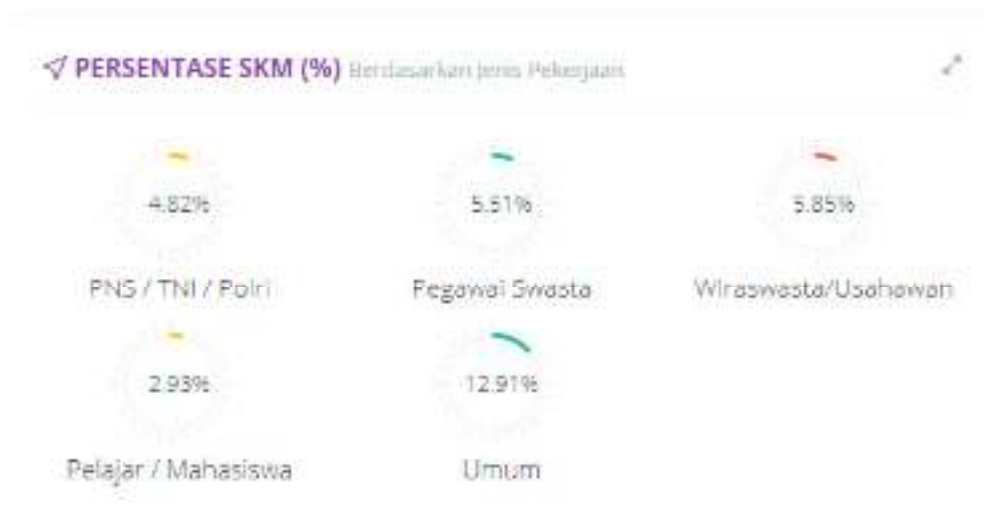 PERSENTASE SKM (%) Berdasarkan Jenis Pekerjaan
4.82% 5.51% 5.85%
PNS / TNI / Polri Pegawai Swasta Wiraswasta/Usahawan
2.93% 12.91%
Pelajar / Mahasiswa Umum